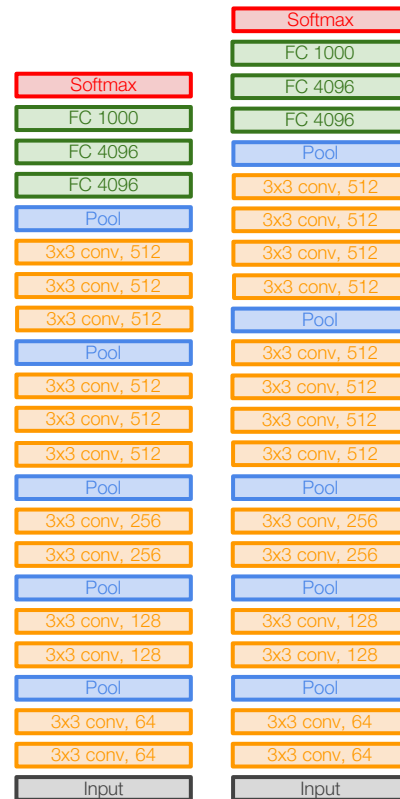 Softmax
FC 1000
FC 4096
FC 4096
Pool
3x3 conv, 512
3x3 conv, 512
3x3 conv, 512
Pool
3x3 conv, 512
3x3 conv, 512
3x3 conv, 512
Pool
3x3 conv, 256
3x3 conv, 256
Pool
3x3 conv, 128
3x3 conv, 128
Pool
3x3 conv, 64
3x3 conv, 64
Input
Softmax
FC 1000
FC 4096
FC 4096
Pool
3x3 conv, 512
3x3 conv, 512
3x3 conv, 512
3x3 conv, 512
Pool
3x3 conv, 512
3x3 conv, 512
3x3 conv, 512
3x3 conv, 512
Pool
3x3 conv, 256
3x3 conv, 256
Pool
3x3 conv, 128
3x3 conv, 128
Pool
3x3 conv, 64
3x3 conv, 64
Input